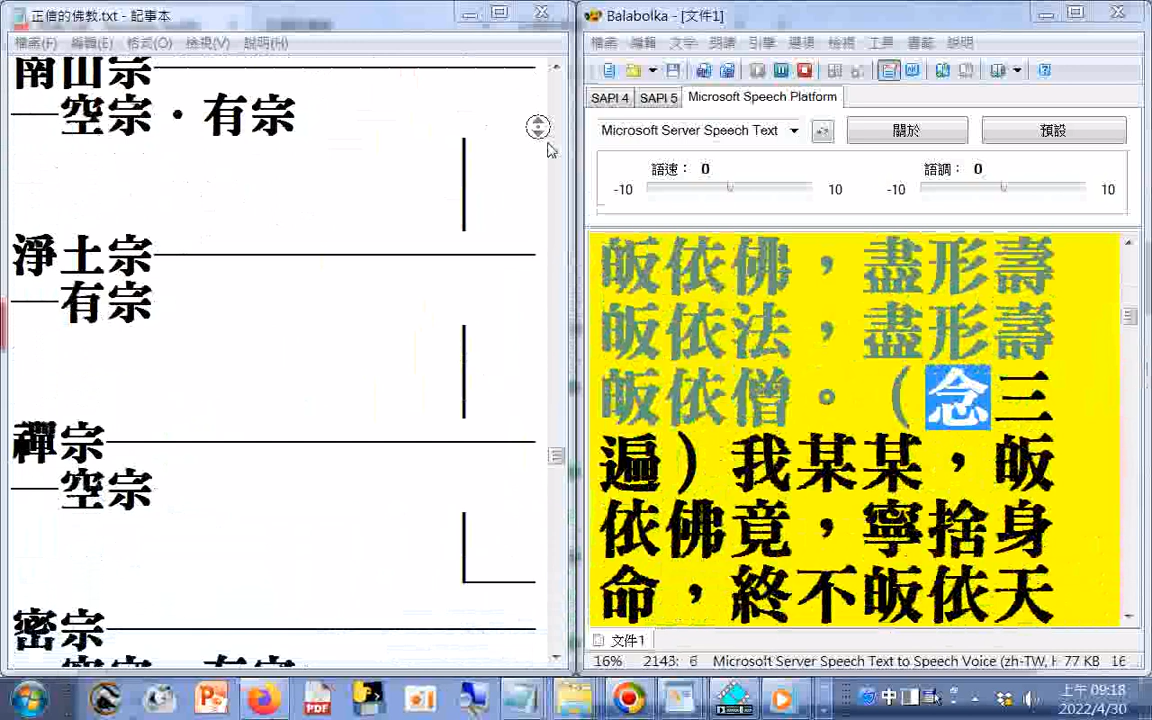 正信的佛教.txt - 記事本
檔案(F) 編輯(E) 格式(O) 檢視(V) 說明(H)
南山宗
空宗・有宗
淨土宗
有宗
禪宗
空宗
密宗
空宗・有宗
Balabolka - [文件1]
檔案 編輯 文字 朗讀 引擎 選項 檢視 工具 書籤 說明
SAPI 4 SAPI 5 Microsoft Speech Platform
Microsoft Server Speech Text 關於 預設
語速： 0 語調： 0
-10 10 -10 10
皈依佛，盡形壽
皈依法，盡形壽
皈依僧。（念三
遍）我某某，皈
依佛竟，寧捨身
命，終不皈依天
文件1
16% 2143: 6 Microsoft Server Speech Text to Speech Voice (zh-TW, H 77 KB 16
中
上午 09:18
2022/4/30